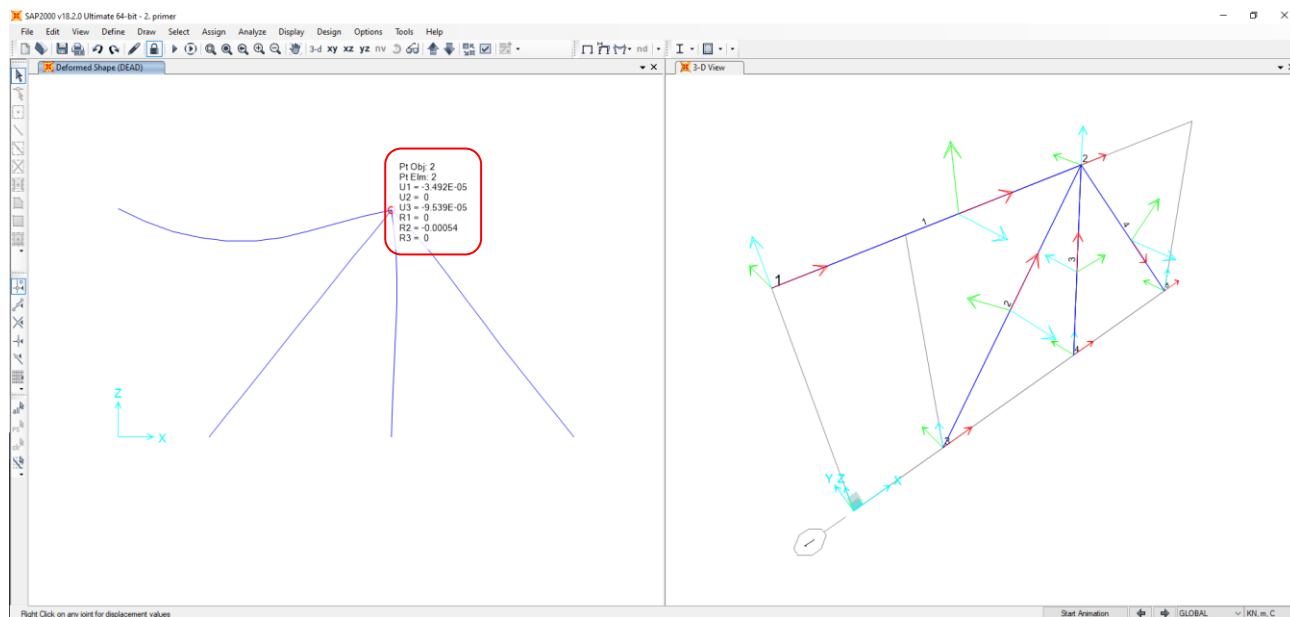 SAP2000 v18.2.0 Ultimate 64-bit - 2. primer
File Edit View Define Draw Select Assign Analyze Display Design Options Tools Help
3-d xy xz yz nv nd
Deformed Shape (DEAD)
3-D View
Pt Obj: 2
Pt Elm: 2
U1 = -3.492E-05
U2 = 0
U3 = -9.539E-05
R1 = 0
R2 = -0.00054
R3 = 0
Z
X
2
1
4
3
1
2
5
4
3
Y Z X
Right Click on any joint for displacement values
Start Animation
GLOBAL
KN, m, C